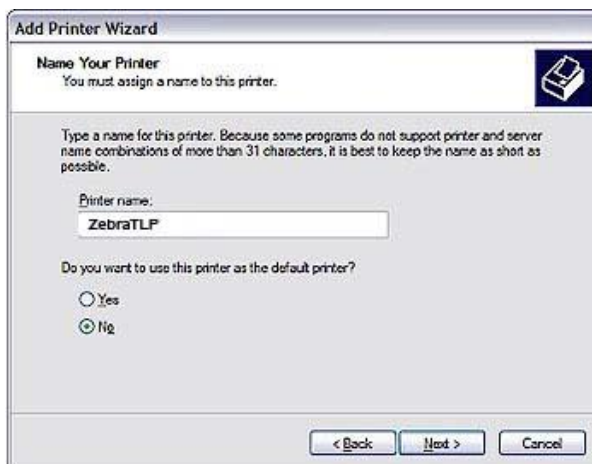 Add Printer Wizard
Name Your Printer
You must assign a name to this printer.
Type a name for this printer. Because some programs do not support printer and server
name combinations of more than 31 characters, it is best to keep the name as short as
possible.
Printer name:
ZebraTLP
Do you want to use this printer as the default printer?
Yes
No
< Back
Next >
Cancel